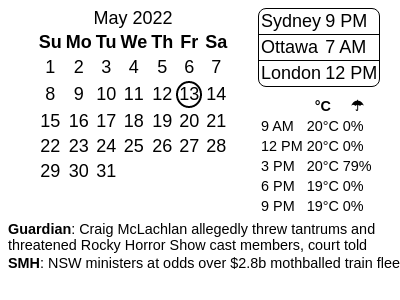 May 2022
Su Mo Tu We Th Fr Sa
1 2 3 4 5 6 7
8 9 10 11 12 13 14
15 16 17 18 19 20 21
22 23 24 25 26 27 28
29 30 31
Sydney 9 PM
Ottawa 7 AM
London 12 PM
°C ☂
9 AM 20°C 0%
12 PM 20°C 0%
3 PM 20°C 79%
6 PM 19°C 0%
9 PM 19°C 0%
Guardian: Craig McLachlan allegedly threw tantrums and
threatened Rocky Horror Show cast members, court told
SMH: NSW ministers at odds over $2.8b mothballed train flee